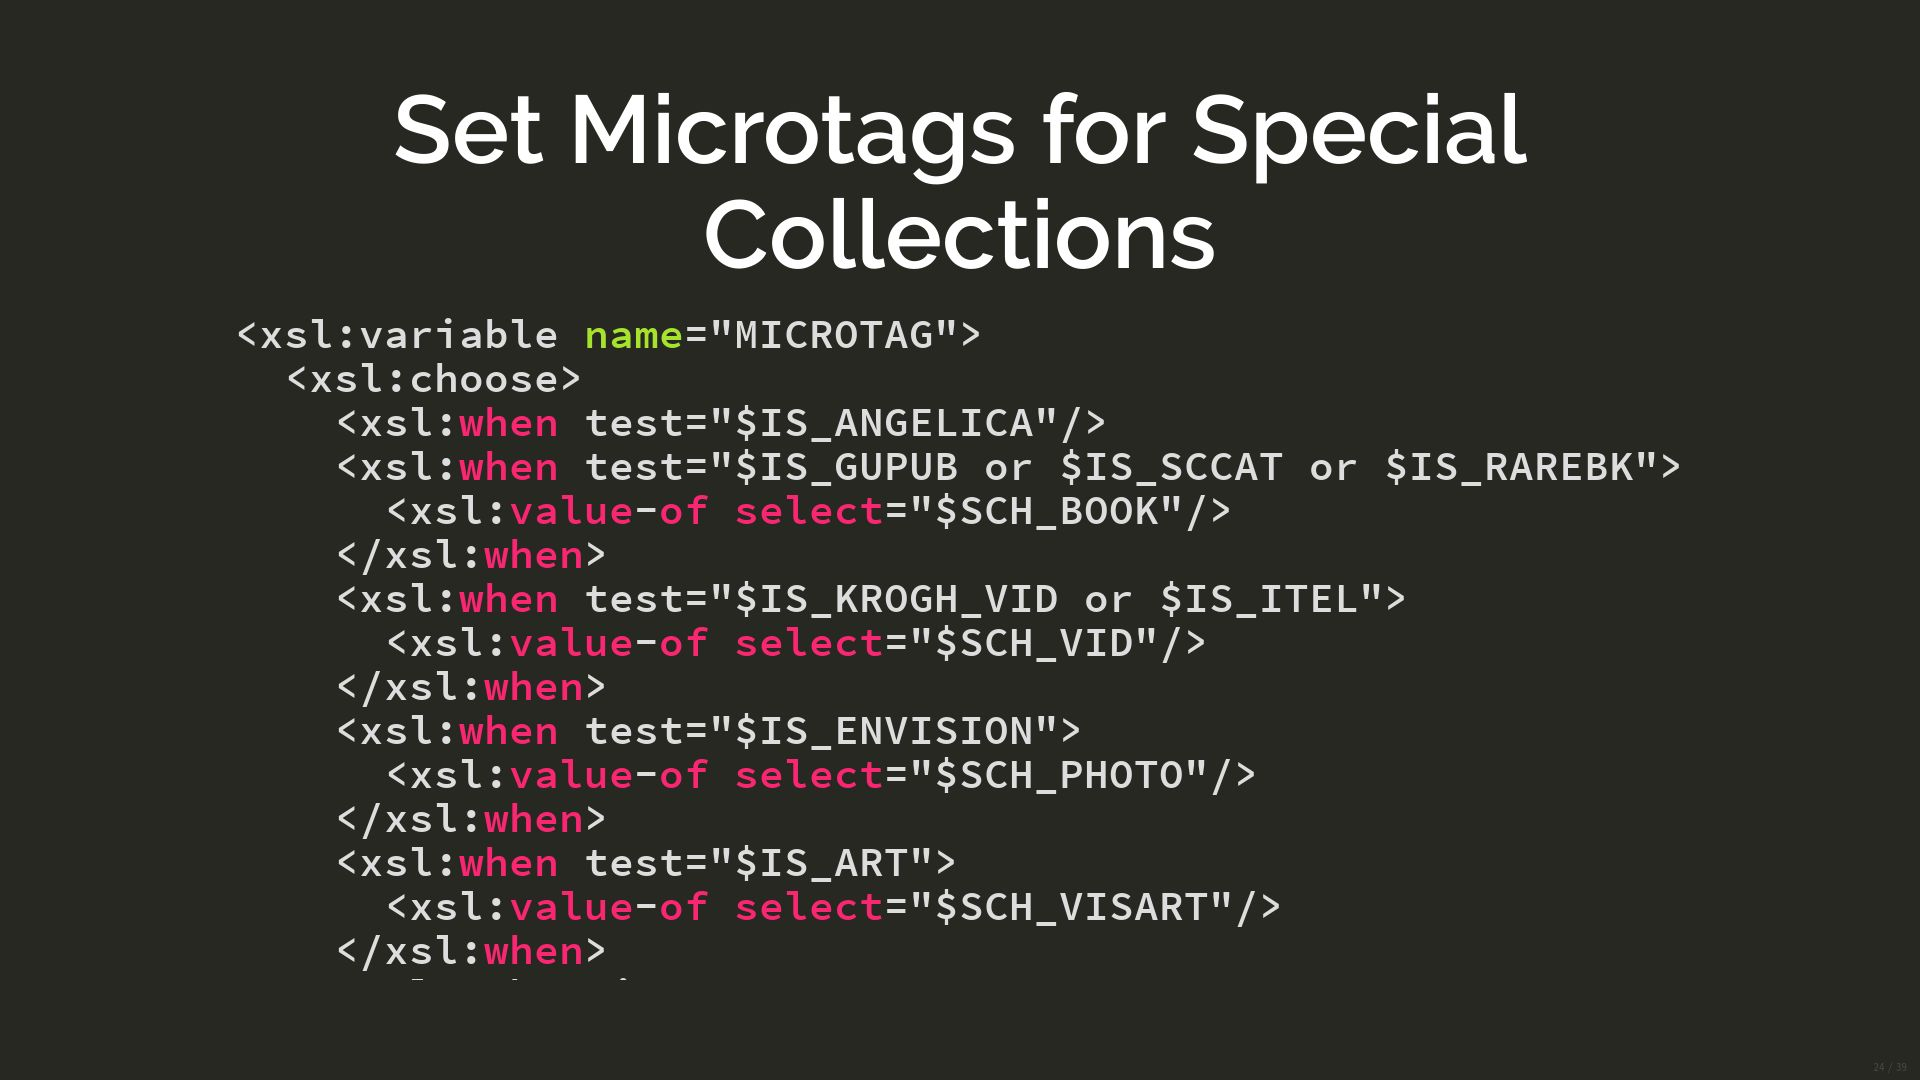 Set Microtags for Special
Collections
<xsl:variable name="MICROTAG">
  <xsl:choose>
    <xsl:when test="$IS_ANGELICA"/>
    <xsl:when test="$IS_GUPUB or $IS_SCCAT or $IS_RAREBK">
      <xsl:value-of select="$SCH_BOOK"/>
    </xsl:when>
    <xsl:when test="$IS_KROGH_VID or $IS_ITEL">
      <xsl:value-of select="$SCH_VID"/>
    </xsl:when>
    <xsl:when test="$IS_ENVISION">
      <xsl:value-of select="$SCH_PHOTO"/>
    </xsl:when>
    <xsl:when test="$IS_ART">
      <xsl:value-of select="$SCH_VISART"/>
    </xsl:when>
24 / 39